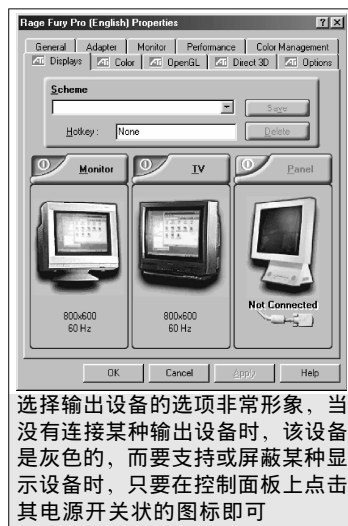 Rage Fury Pro (English) Properties
General Adapter Monitor Performance Color Management
ATI Displays ATI Color ATI OpenGL ATI Direct 3D ATI Options
Scheme
Save
Hotkey: None Delete
Monitor TV Panel
Not Connected
800x600 800x600
60 Hz 60 Hz
OK Cancel Apply Help
选择输出设备的选项非常形象，当
没有连接某种输出设备时，该设备
是灰色的，而要支持或屏蔽某种显
示设备时，只要在控制面板上点击
其电源开关状的图标即可